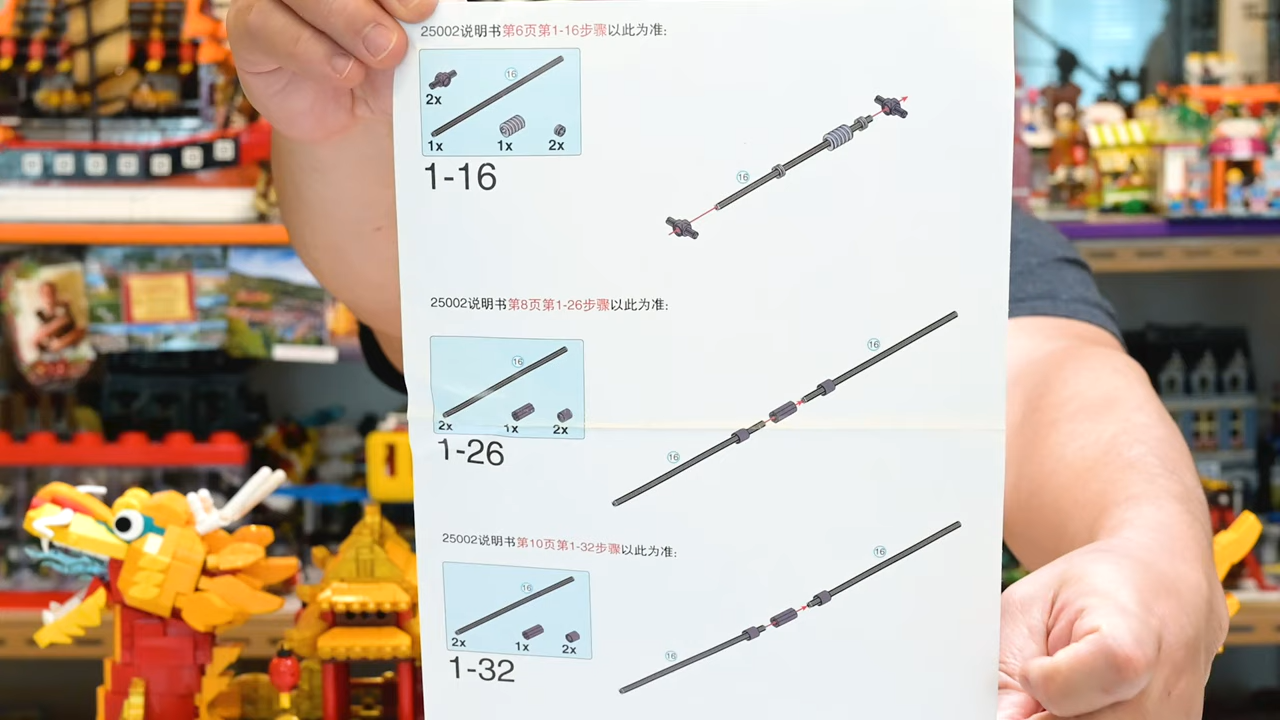 25002说明书第6页第1-16步骤以此为准:
⑯
2x
1x 1x 2x
1-16
⑯
25002说明书第8页第1-26步骤以此为准:
⑯
2x 1x 2x
1-26
⑯
⑯
25002说明书第10页第1-32步骤以此为准:
⑯
2x 1x 2x
1-32
⑯
⑯